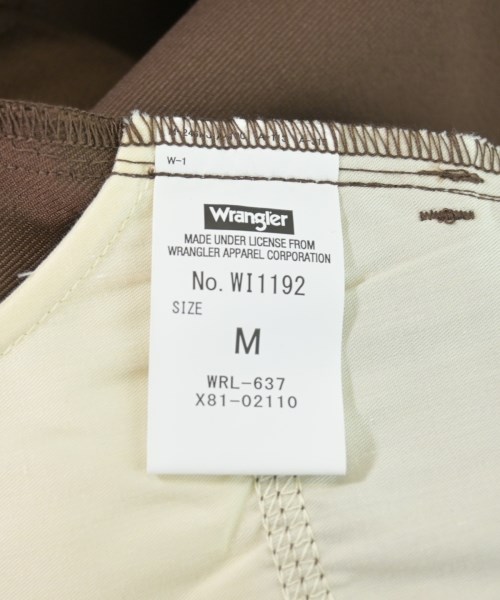 W-1
Wrangler
MADE UNDER LICENSE FROM
WRANGLER APPAREL CORPORATION
No. WI1192
SIZE
M
WRL-637
X81-02110